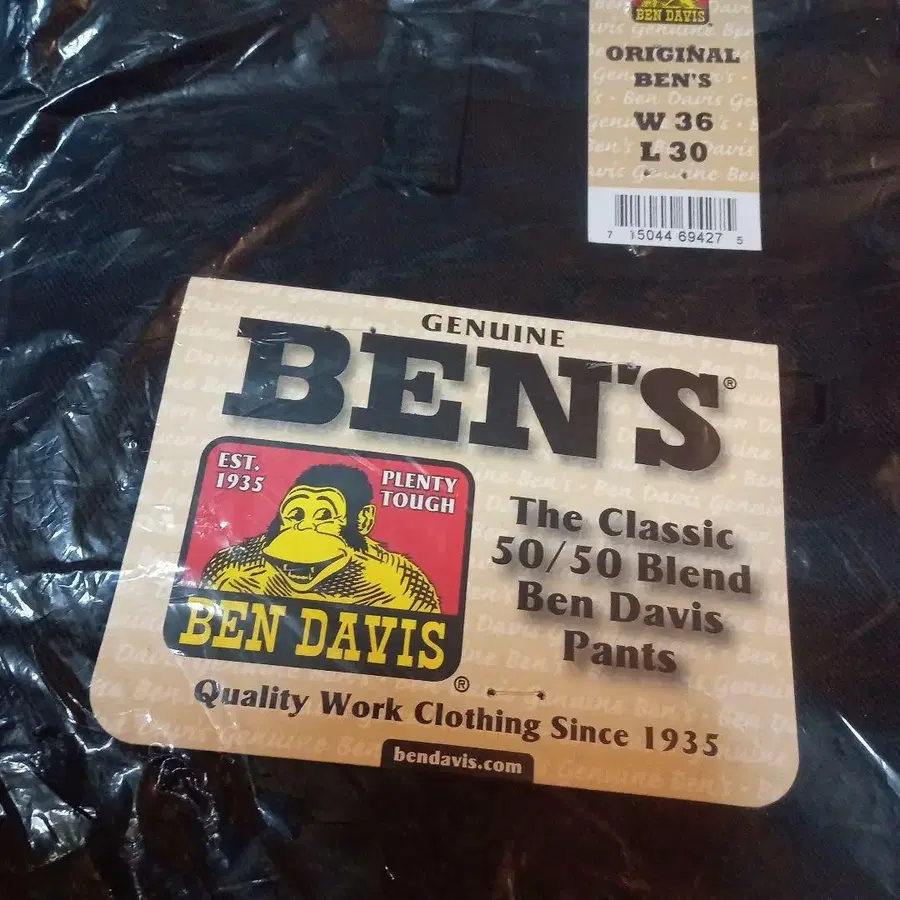 BEN DAVIS
ORIGINAL
BEN'S
W 36
L 30
7 15044 69427 5
GENUINE
BEN'S®
EST.
1935
PLENTY
TOUGH
BEN DAVIS
®
The Classic
50/50 Blend
Ben Davis
Pants
Quality Work Clothing Since 1935
bendavis.com